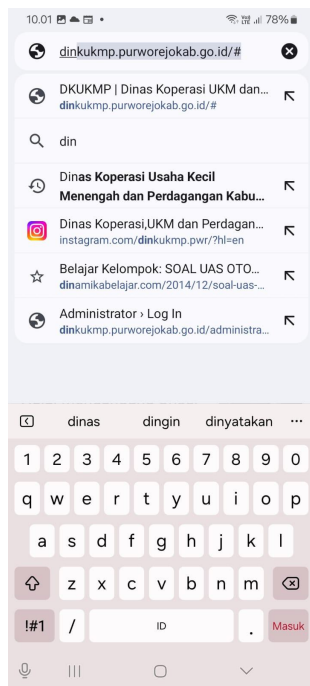 10.01
78%
dinkukmp.purworejokab.go.id/#
DKUKMP | Dinas Koperasi UKM dan...
dinkukmp.purworejokab.go.id/#
din
Dinas Koperasi Usaha Kecil
Menengah dan Perdagangan Kabu...
Dinas Koperasi,UKM dan Perdagan...
instagram.com/dinkukmp.pwr/?hl=en
Belajar Kelompok: SOAL UAS OTO...
dinamikabelajar.com/2014/12/soal-uas-...
Administrator › Log In
dinkukmp.purworejokab.go.id/administra...
dinas dingin dinyatakan ...
1 2 3 4 5 6 7 8 9 0
q w e r t y u i o p
a s d f g h j k l
z x c v b n m
!#1 / ID . Masuk